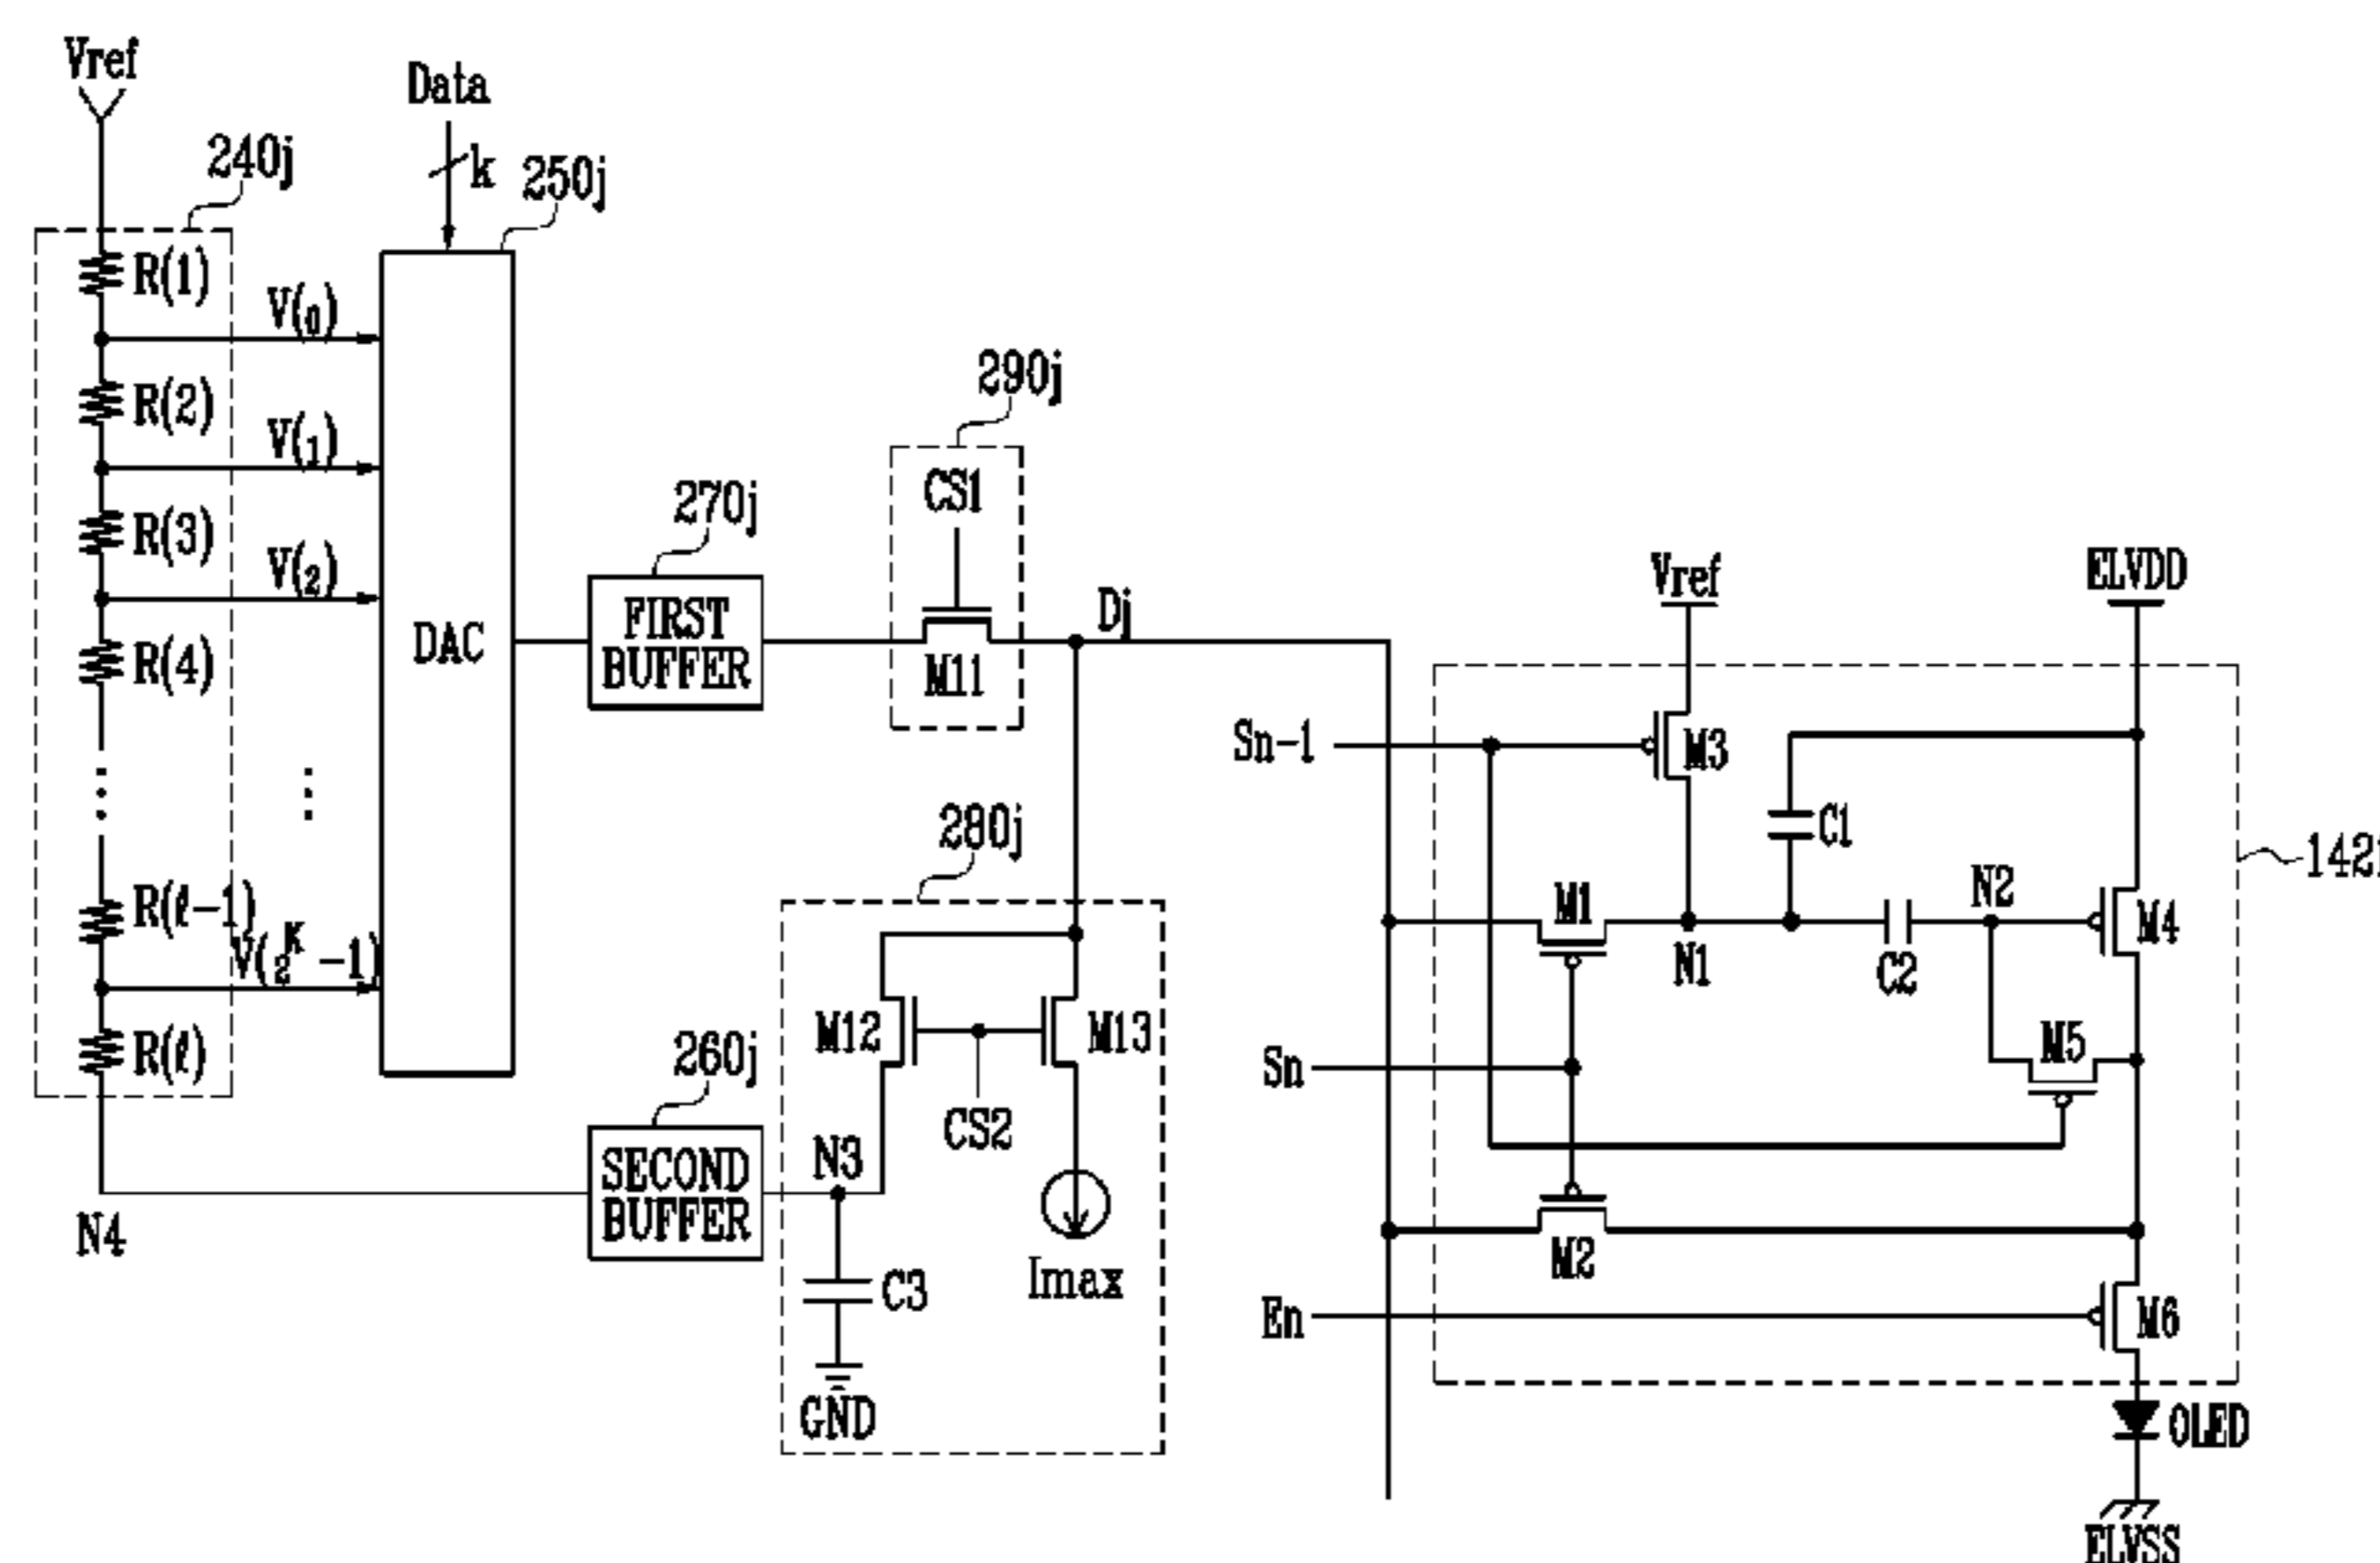 Vref
Data
240j
k
250j
R(1)
V(0)
R(2)
V(1)
290j
R(3)
CS1
270j
V(2)
Vref
ELVDD
FIRST
BUFFER
Dj
DAC
R(4)
M11
Sn-1
M3
280j
C1
R(ℓ-1)
M1
N2
V(2^K -1)
M4
N1
C2
M12
M13
R(ℓ)
260j
M5
Sn
CS2
N3
SECOND
BUFFER
N4
M2
Imax
C3
En
M6
GND
OLED
ELVSS